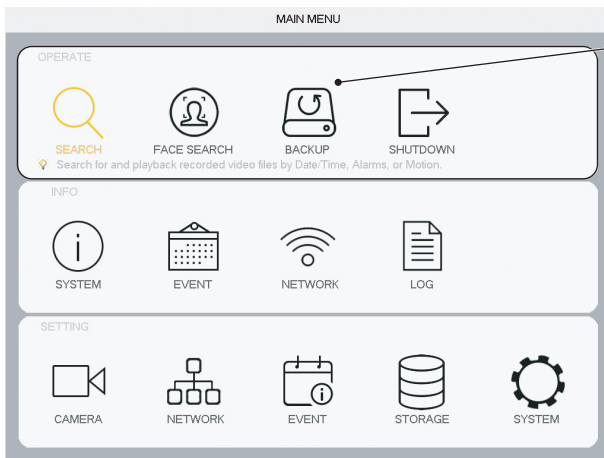 MAIN MENU
OPERATE
SEARCH FACE SEARCH BACKUP SHUTDOWN
Search for and playback recorded video files by Date/Time, Alarms, or Motion.
INFO
SYSTEM EVENT NETWORK LOG
SETTING
CAMERA NETWORK EVENT STORAGE SYSTEM